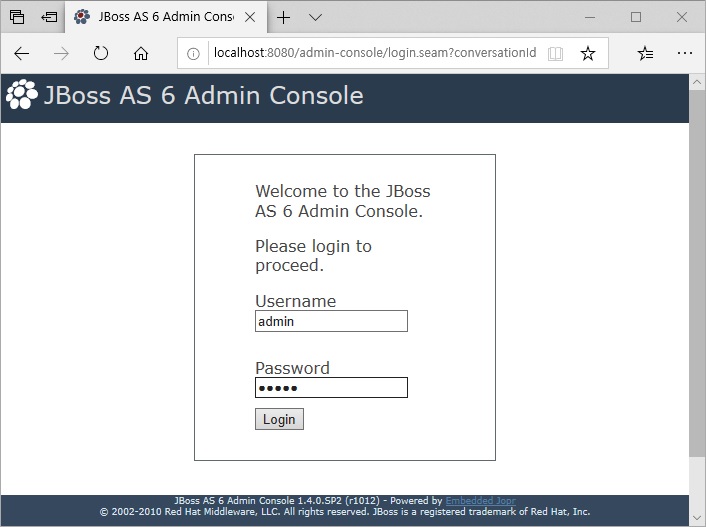 JBoss AS 6 Admin Conso
localhost:8080/admin-console/login.seam?conversationId
JBoss AS 6 Admin Console
Welcome to the JBoss
AS 6 Admin Console.
Please login to
proceed.
Username
admin
Password
•••••
Login
JBoss AS 6 Admin Console 1.4.0.SP2 (r1012) - Powered by Embedded Jopr
© 2002-2010 Red Hat Middleware, LLC. All rights reserved. JBoss is a registered trademark of Red Hat, Inc.